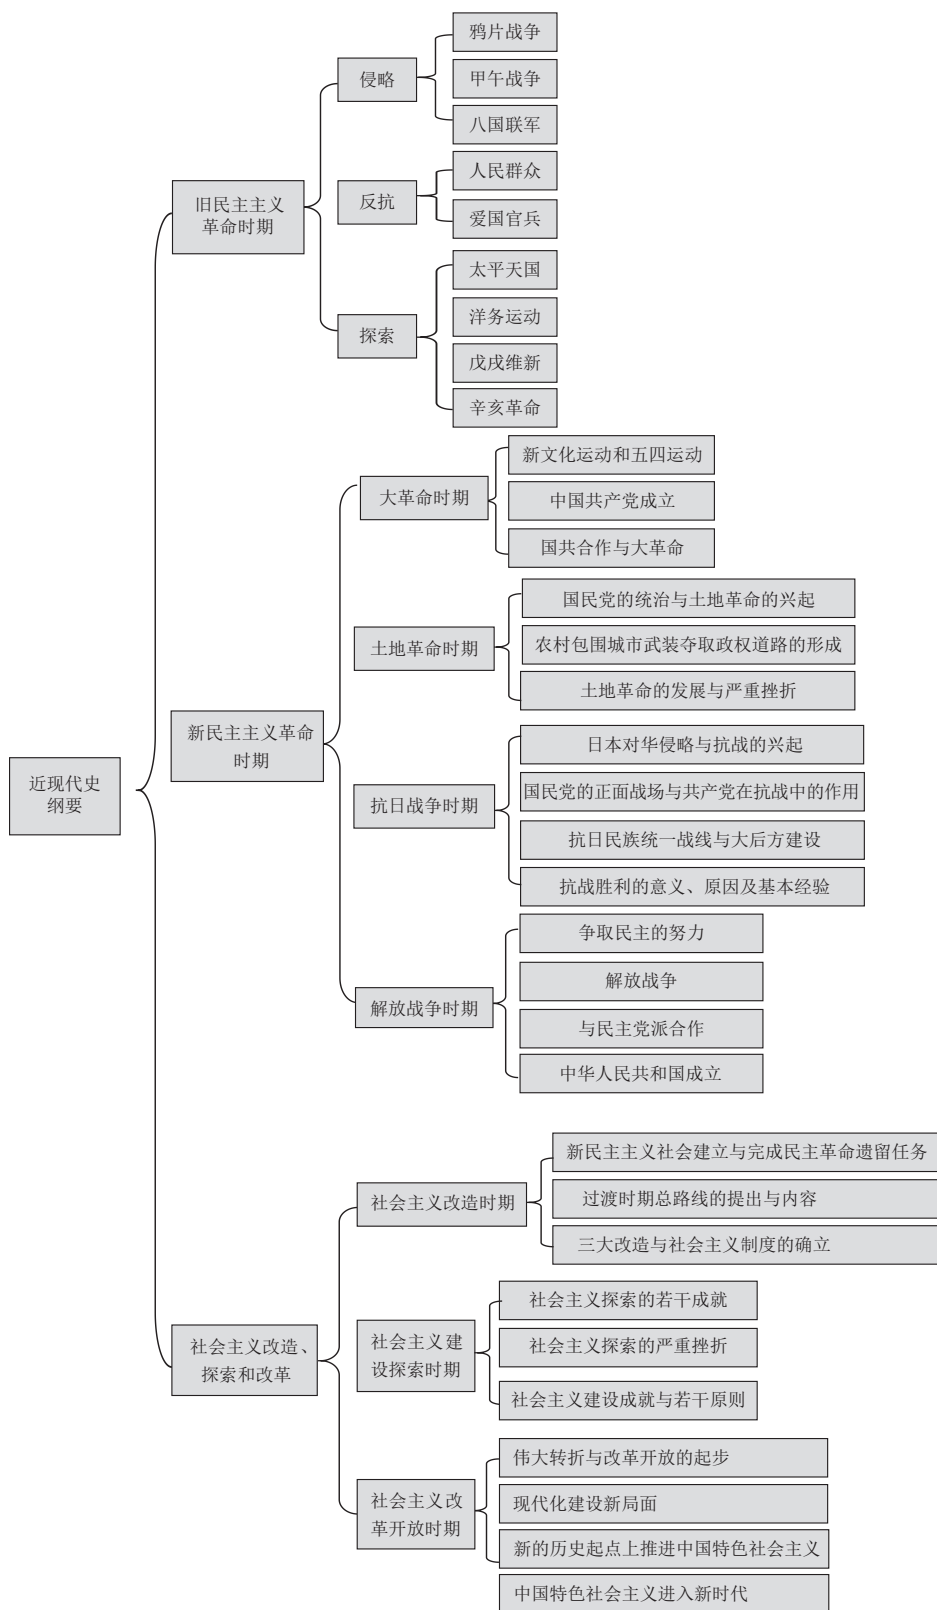 近现代史
纲要
旧民主主义
革命时期
侵略
鸦片战争
甲午战争
八国联军
反抗
人民群众
爱国官兵
探索
太平天国
洋务运动
戊戌维新
辛亥革命
新民主主义革命
时期
大革命时期
新文化运动和五四运动
中国共产党成立
国共合作与大革命
土地革命时期
国民党的统治与土地革命的兴起
农村包围城市武装夺取政权道路的形成
土地革命的发展与严重挫折
抗日战争时期
日本对华侵略与抗战的兴起
国民党的正面战场与共产党在抗战中的作用
抗日民族统一战线与大后方建设
抗战胜利的意义、原因及基本经验
解放战争时期
争取民主的努力
解放战争
与民主党派合作
中华人民共和国成立
社会主义改造、
探索和改革
社会主义改造时期
新民主主义社会建立与完成民主革命遗留任务
过渡时期总路线的提出与内容
三大改造与社会主义制度的确立
社会主义建
设探索时期
社会主义探索的若干成就
社会主义探索的严重挫折
社会主义建设成就与若干原则
社会主义改
革开放时期
伟大转折与改革开放的起步
现代化建设新局面
新的历史起点上推进中国特色社会主义
中国特色社会主义进入新时代